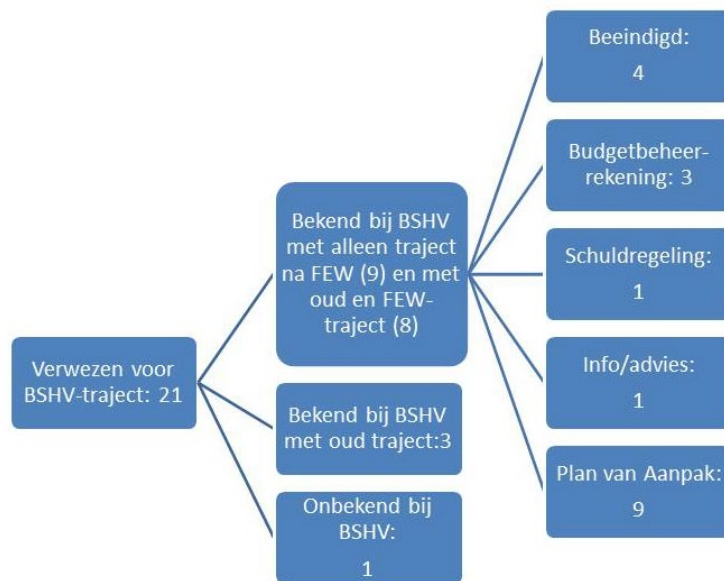 Verwezen voor
BSHV-traject: 21
Bekend bij BSHV
met alleen traject
na FEW (9) en met
oud en FEW-
traject (8)
Bekend bij BSHV
met oud traject:3
Onbekend bij
BSHV:
1
Beeindigd:
4
Budgetbeheer-
rekening: 3
Schuldregeling:
1
Info/advies:
1
Plan van Aanpak:
9